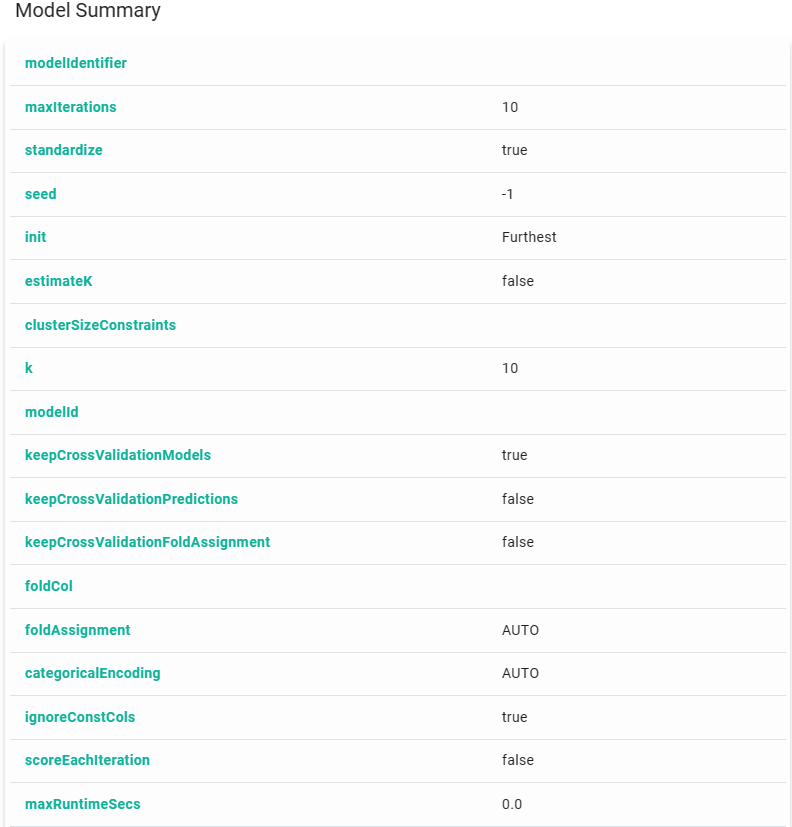 Model Summary
modelIdentifier
maxIterations 10
standardize true
seed -1
init Furthest
estimateK false
clusterSizeConstraints
k 10
modelId
keepCrossValidationModels true
keepCrossValidationPredictions false
keepCrossValidationFoldAssignment false
foldCol
foldAssignment AUTO
categoricalEncoding AUTO
ignoreConstCols true
scoreEachIteration false
maxRuntimeSecs 0.0